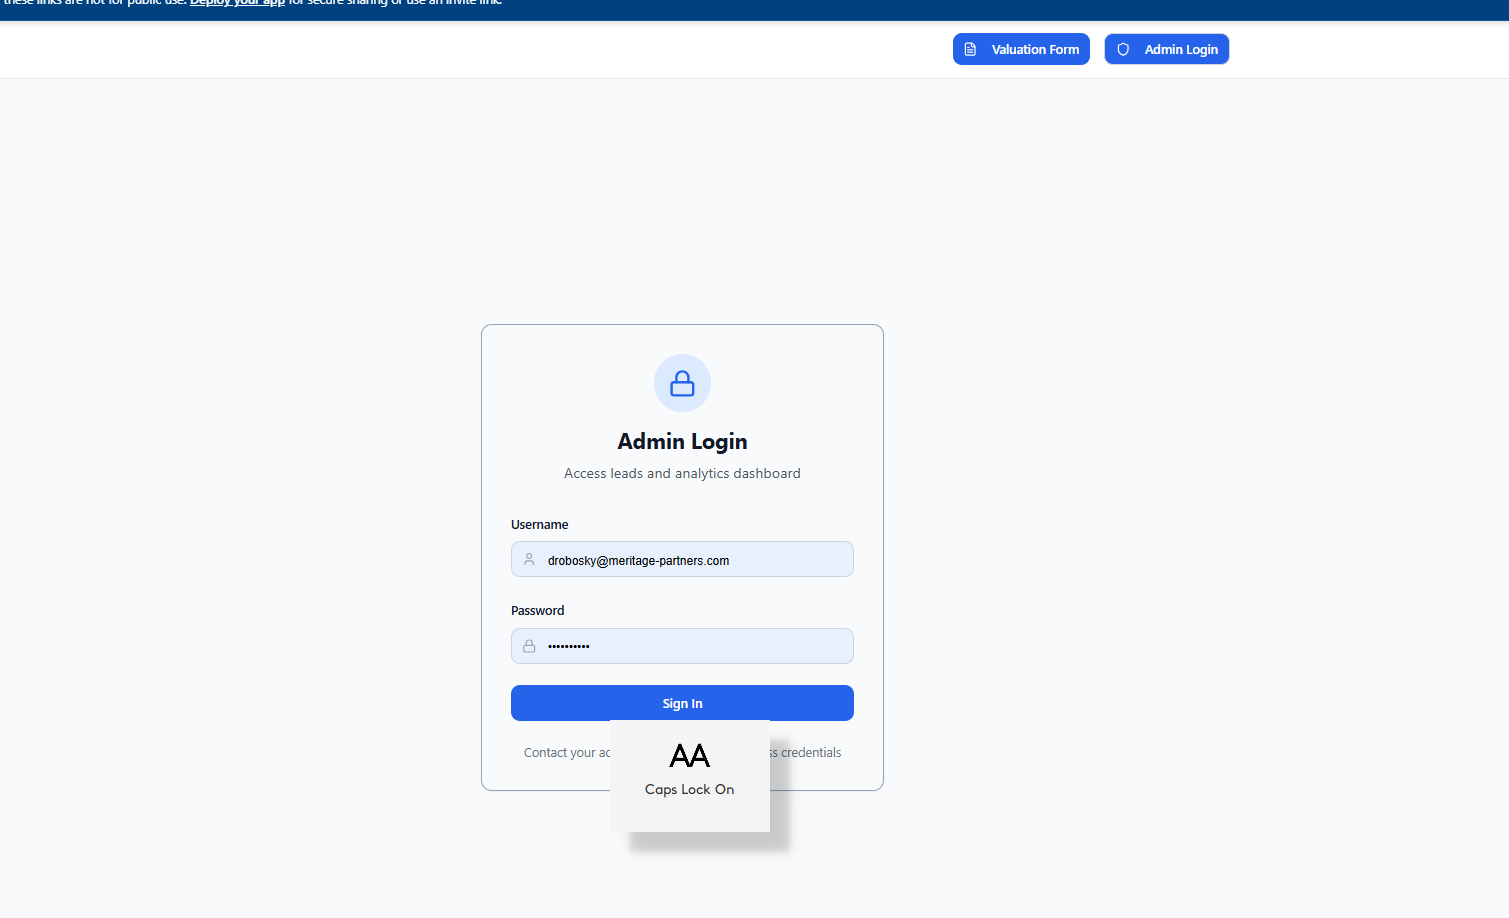 these links are not for public use. Deploy your app for secure sharing or use an invite link.
Valuation Form
Admin Login
Admin Login
Access leads and analytics dashboard
Username
drobosky@meritage-partners.com
Password
••••••••••
Sign In
Contact your credentials
AA
Caps Lock On